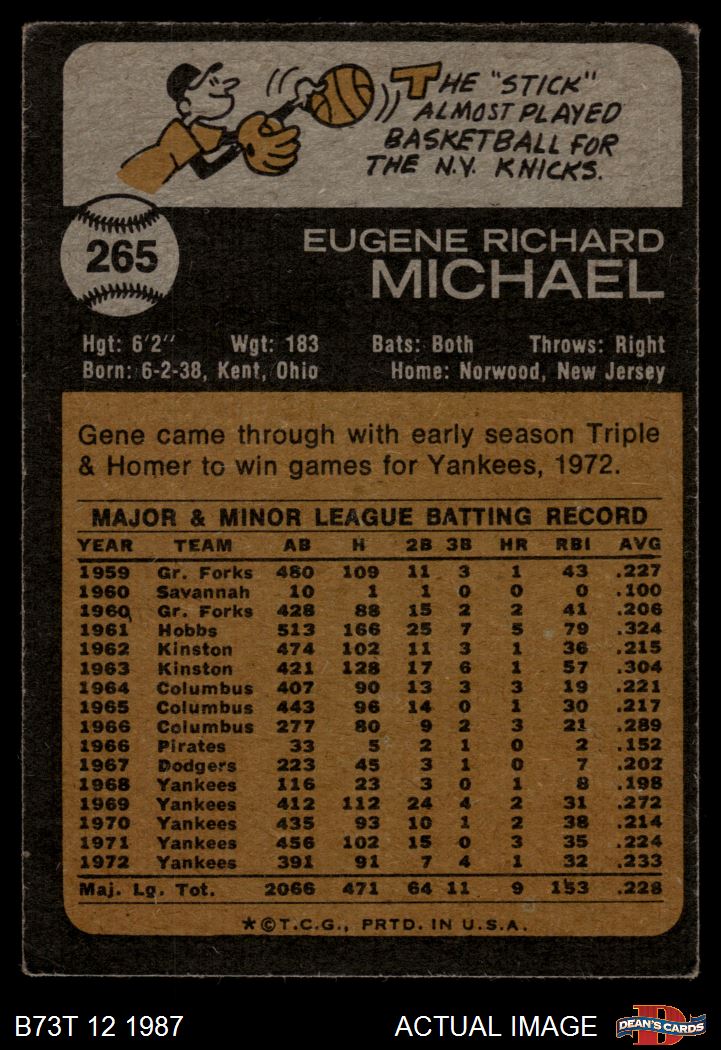 THE "STICK"
ALMOST PLAYED
BASKETBALL FOR
THE N.Y. KNICKS.
265
EUGENE RICHARD
MICHAEL
Hgt: 6'2" Wgt: 183 Bats: Both Throws: Right
Born: 6-2-38, Kent, Ohio Home: Norwood, New Jersey
Gene came through with early season Triple
& Homer to win games for Yankees, 1972.
MAJOR & MINOR LEAGUE BATTING RECORD
YEAR TEAM AB H 2B 3B HR RBI AVG
1959 Gr. Forks 480 109 11 3 1 43 .227
1960 Savannah 10 1 1 0 0 0 .100
1960 Gr. Forks 428 88 15 2 2 41 .206
1961 Hobbs 513 166 25 7 5 79 .324
1962 Kinston 474 102 11 3 1 36 .215
1963 Kinston 421 128 17 6 1 57 .304
1964 Columbus 407 90 13 3 3 19 .221
1965 Columbus 443 96 14 0 1 30 .217
1966 Columbus 277 80 9 2 3 21 .289
1966 Pirates 33 5 2 1 0 2 .152
1967 Dodgers 223 45 3 1 0 7 .202
1968 Yankees 116 23 3 0 1 8 .198
1969 Yankees 412 112 24 4 2 31 .272
1970 Yankees 435 93 10 1 2 38 .214
1971 Yankees 456 102 15 0 3 35 .224
1972 Yankees 391 91 7 4 1 32 .233
Maj. Lg. Tot. 2066 471 64 11 9 153 .228
*©T.C.G., PRTD. IN U.S.A.
B73T 12 1987 ACTUAL IMAGE DEAN'S CARDS